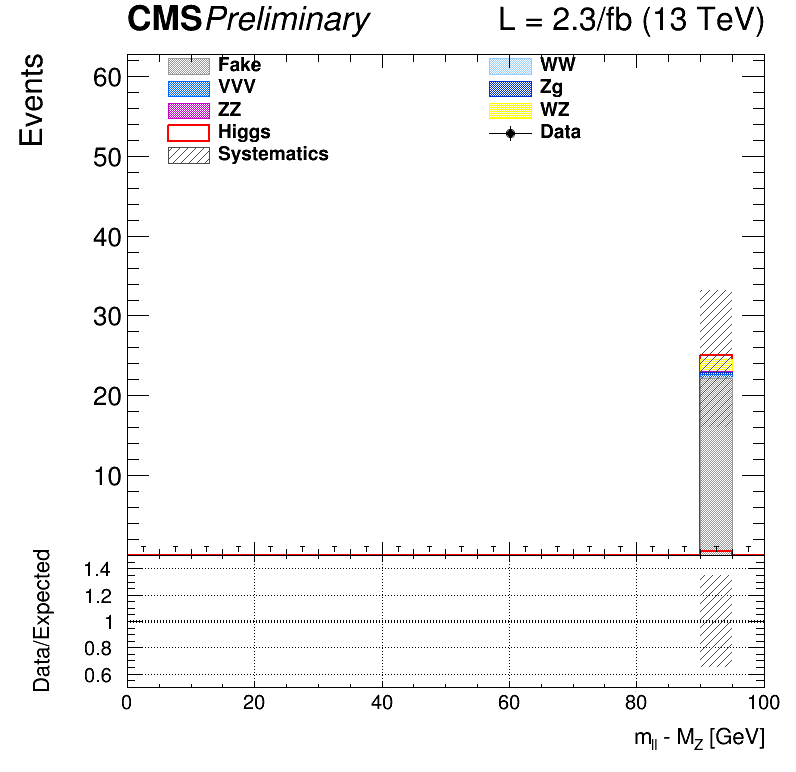 CMS Preliminary L = 2.3/fb (13 TeV)
Events
60
50
40
30
20
10
Fake WW
VVV Zg
ZZ WZ
Higgs Data
Systematics
Data/Expected
1.4
1.2
1
0.8
0.6
0 20 40 60 80 100
m_ll - M_Z [GeV]